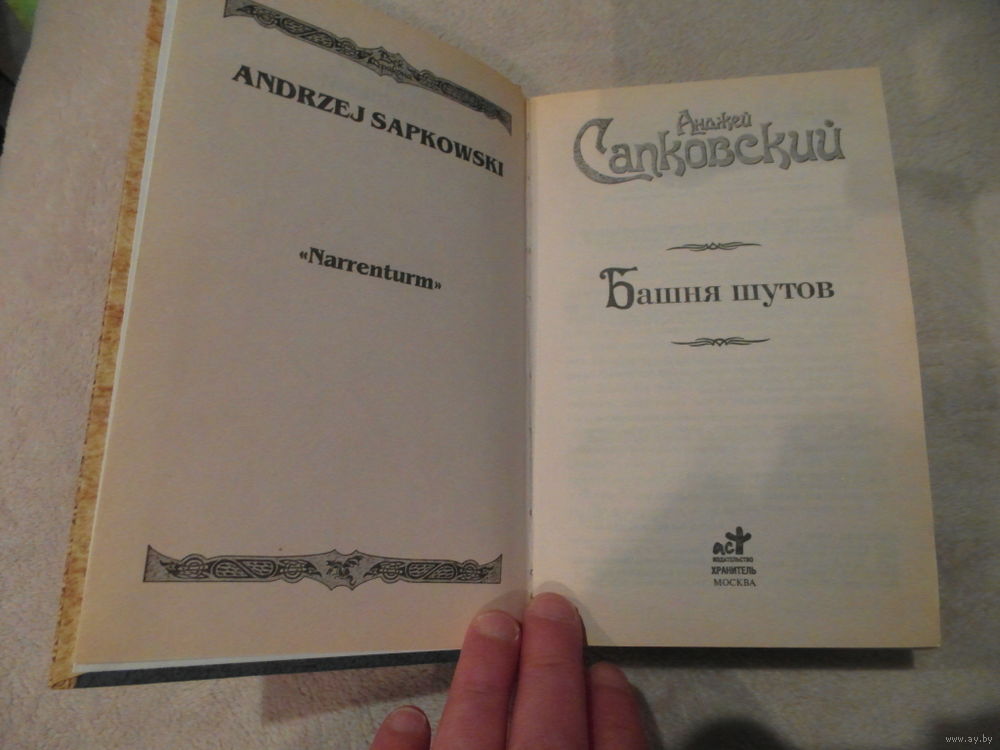 ANDRZEJ SAPKOWSKI
«Narrenturm»
Анджей
Сапковский
Башня шутов
аст
издательство
ХРАНИТЕЛЬ
МОСКВА
www.ay.by